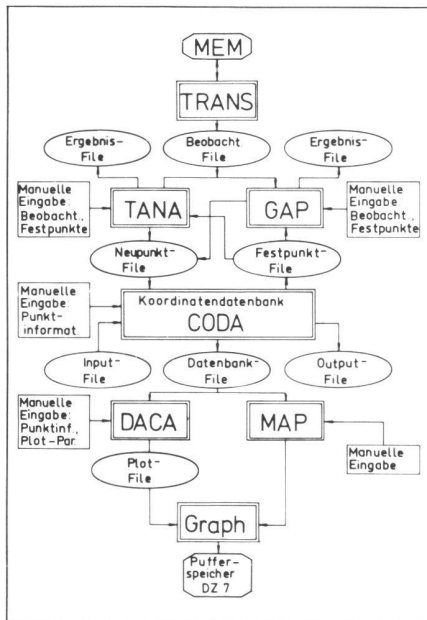 MEM
TRANS
Ergebnis-
File
Beobacht.
File
Ergebnis-
File
Manuelle
Eingabe:
Beobacht.,
Festpunkte
TANA
GAP
Manuelle
Eingabe:
Beobacht.,
Festpunkte
Neupunkt-
File
Festpunkt-
File
Manuelle
Eingabe:
Punkt-
informat.
Koordinatendatenbank
CODA
Input-
File
Datenbank-
File
Output-
File
Manuelle
Eingabe:
Punktinf.,
Plot-Par.
DACA
MAP
Manuelle
Eingabe
Plot-
File
Graph
Puffer-
speicher
DZ 7